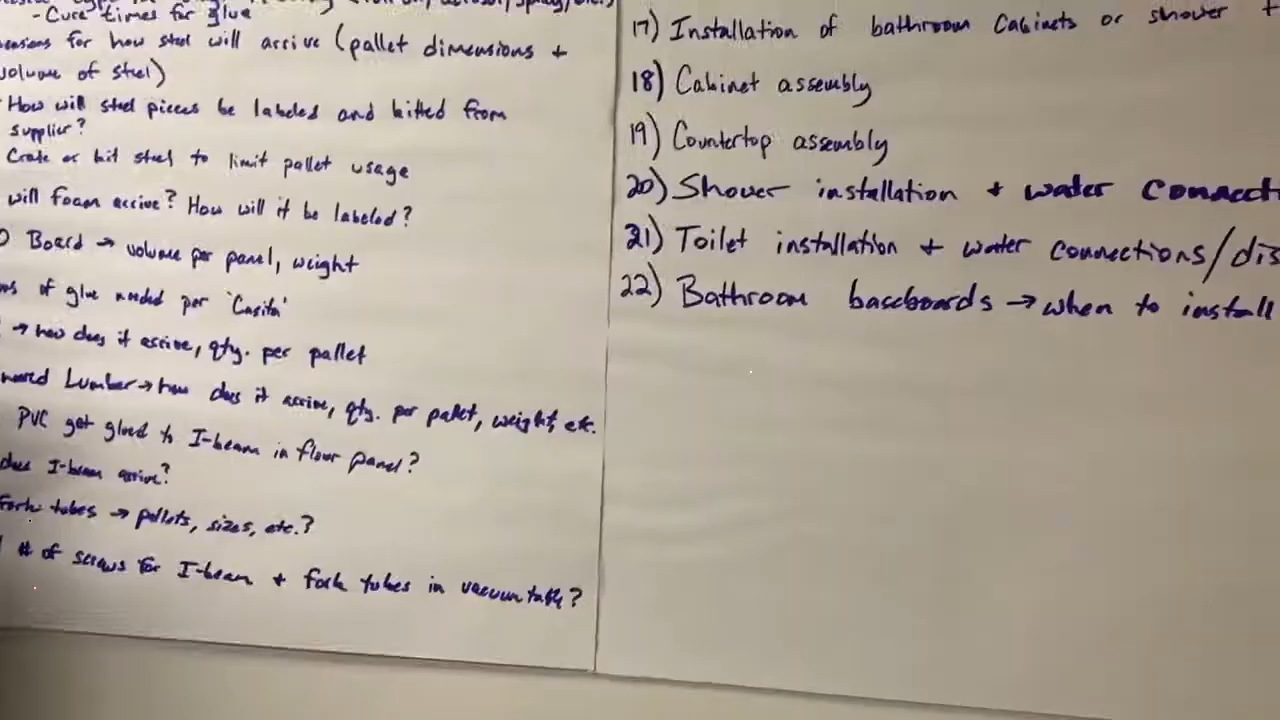 - Cure times for glue
for how steel will arrive (pallet dimensions +
volume of steel)
How will steel pieces be labeled and kitted from
supplier?
Crate or kit steel to limit pallet usage
will foam arrive? How will it be labeled?
Board → volume per panel, weight
of glue needed per 'Casita'
→ how does it arrive, qty. per pallet
Lumber → how does it arrive, qty. per pallet, weight, etc.
PVC get glued to I-beam in floor panel?
does I-beam arrive?
Fork tubes → pallets, sizes, etc.?
# of screws for I-beam + fork tubes in vacuum table?
17) Installation of bathroom cabinets or shower +
18) Cabinet assembly
19) Countertop assembly
20) Shower installation + water connecti
21) Toilet installation + water connections/dis
22) Bathroom baseboards → when to install